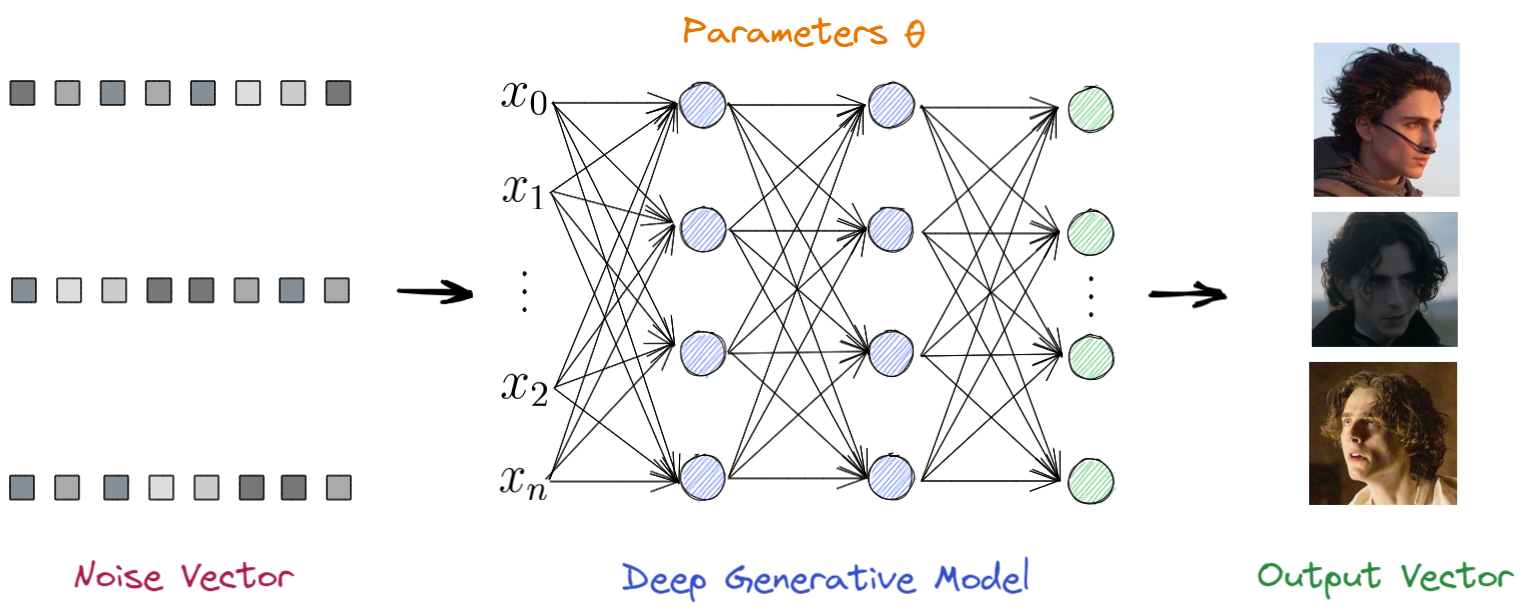 Parameters θ
x0
x1
⋮
⋮
x2
xn
Noise Vector
Deep Generative Model
Output Vector